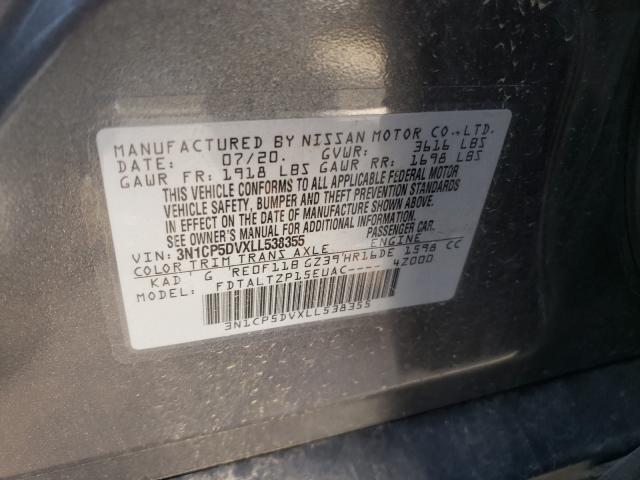 MANUFACTURED BY NISSAN MOTOR CO.,LTD.
DATE: 07/20. GVWR: 3616 LBS
GAWR FR: 1918 LBS GAWR RR: 1698 LBS
THIS VEHICLE CONFORMS TO ALL APPLICABLE FEDERAL MOTOR
VEHICLE SAFETY, BUMPER AND THEFT PREVENTION STANDARDS
IN EFFECT ON THE DATE OF MANUFACTURE SHOWN ABOVE.
SEE OWNER'S MANUAL FOR ADDITIONAL INFORMATION.
VIN: 3N1CP5DVXLL538355 PASSENGER CAR.
COLOR TRIM TRANS AXLE ENGINE
KAD G RE0F11B GZ39 HR16DE 1598 CC
MODEL: FDTALTZP15EUAC---- 4Z000
3N1CP5DVXLL538355